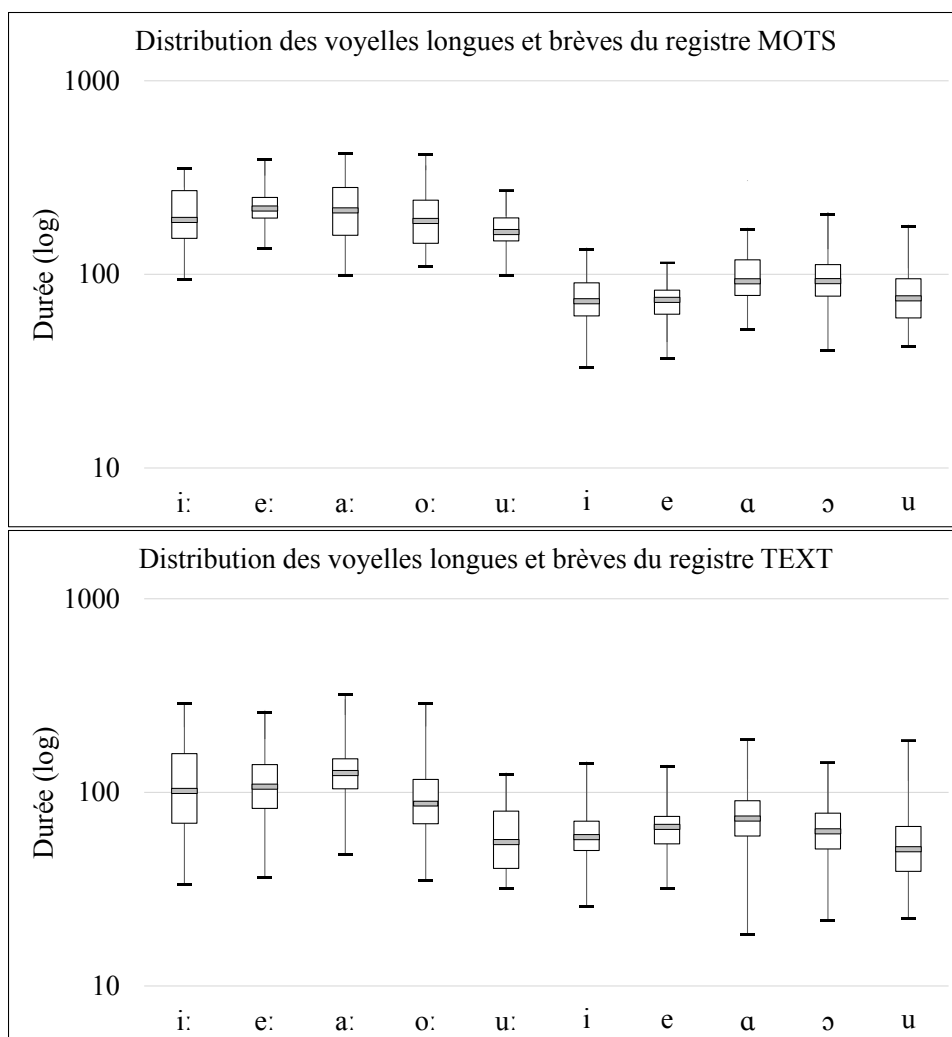 Distribution des voyelles longues et brèves du registre MOTS
1000
100
10
Durée (log)
iː eː aː oː uː i e ɑ ɔ u
Distribution des voyelles longues et brèves du registre TEXT
1000
100
10
Durée (log)
iː eː aː oː uː i e ɑ ɔ u